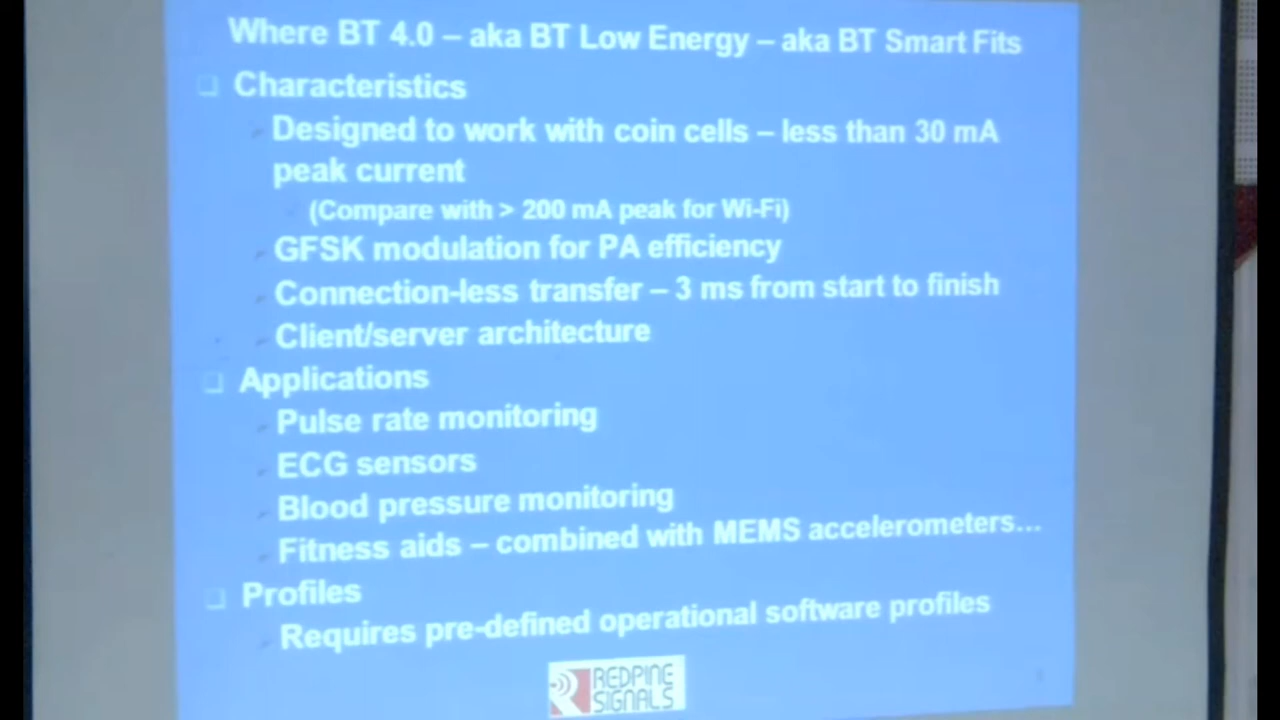 Where BT 4.0 – aka BT Low Energy – aka BT Smart Fits
Characteristics
Designed to work with coin cells – less than 30 mA
peak current
(Compare with > 200 mA peak for Wi-Fi)
GFSK modulation for PA efficiency
Connection-less transfer – 3 ms from start to finish
Client/server architecture
Applications
Pulse rate monitoring
ECG sensors
Blood pressure monitoring
Fitness aids – combined with MEMS accelerometers...
Profiles
Requires pre-defined operational software profiles
REDPINE
SIGNALS